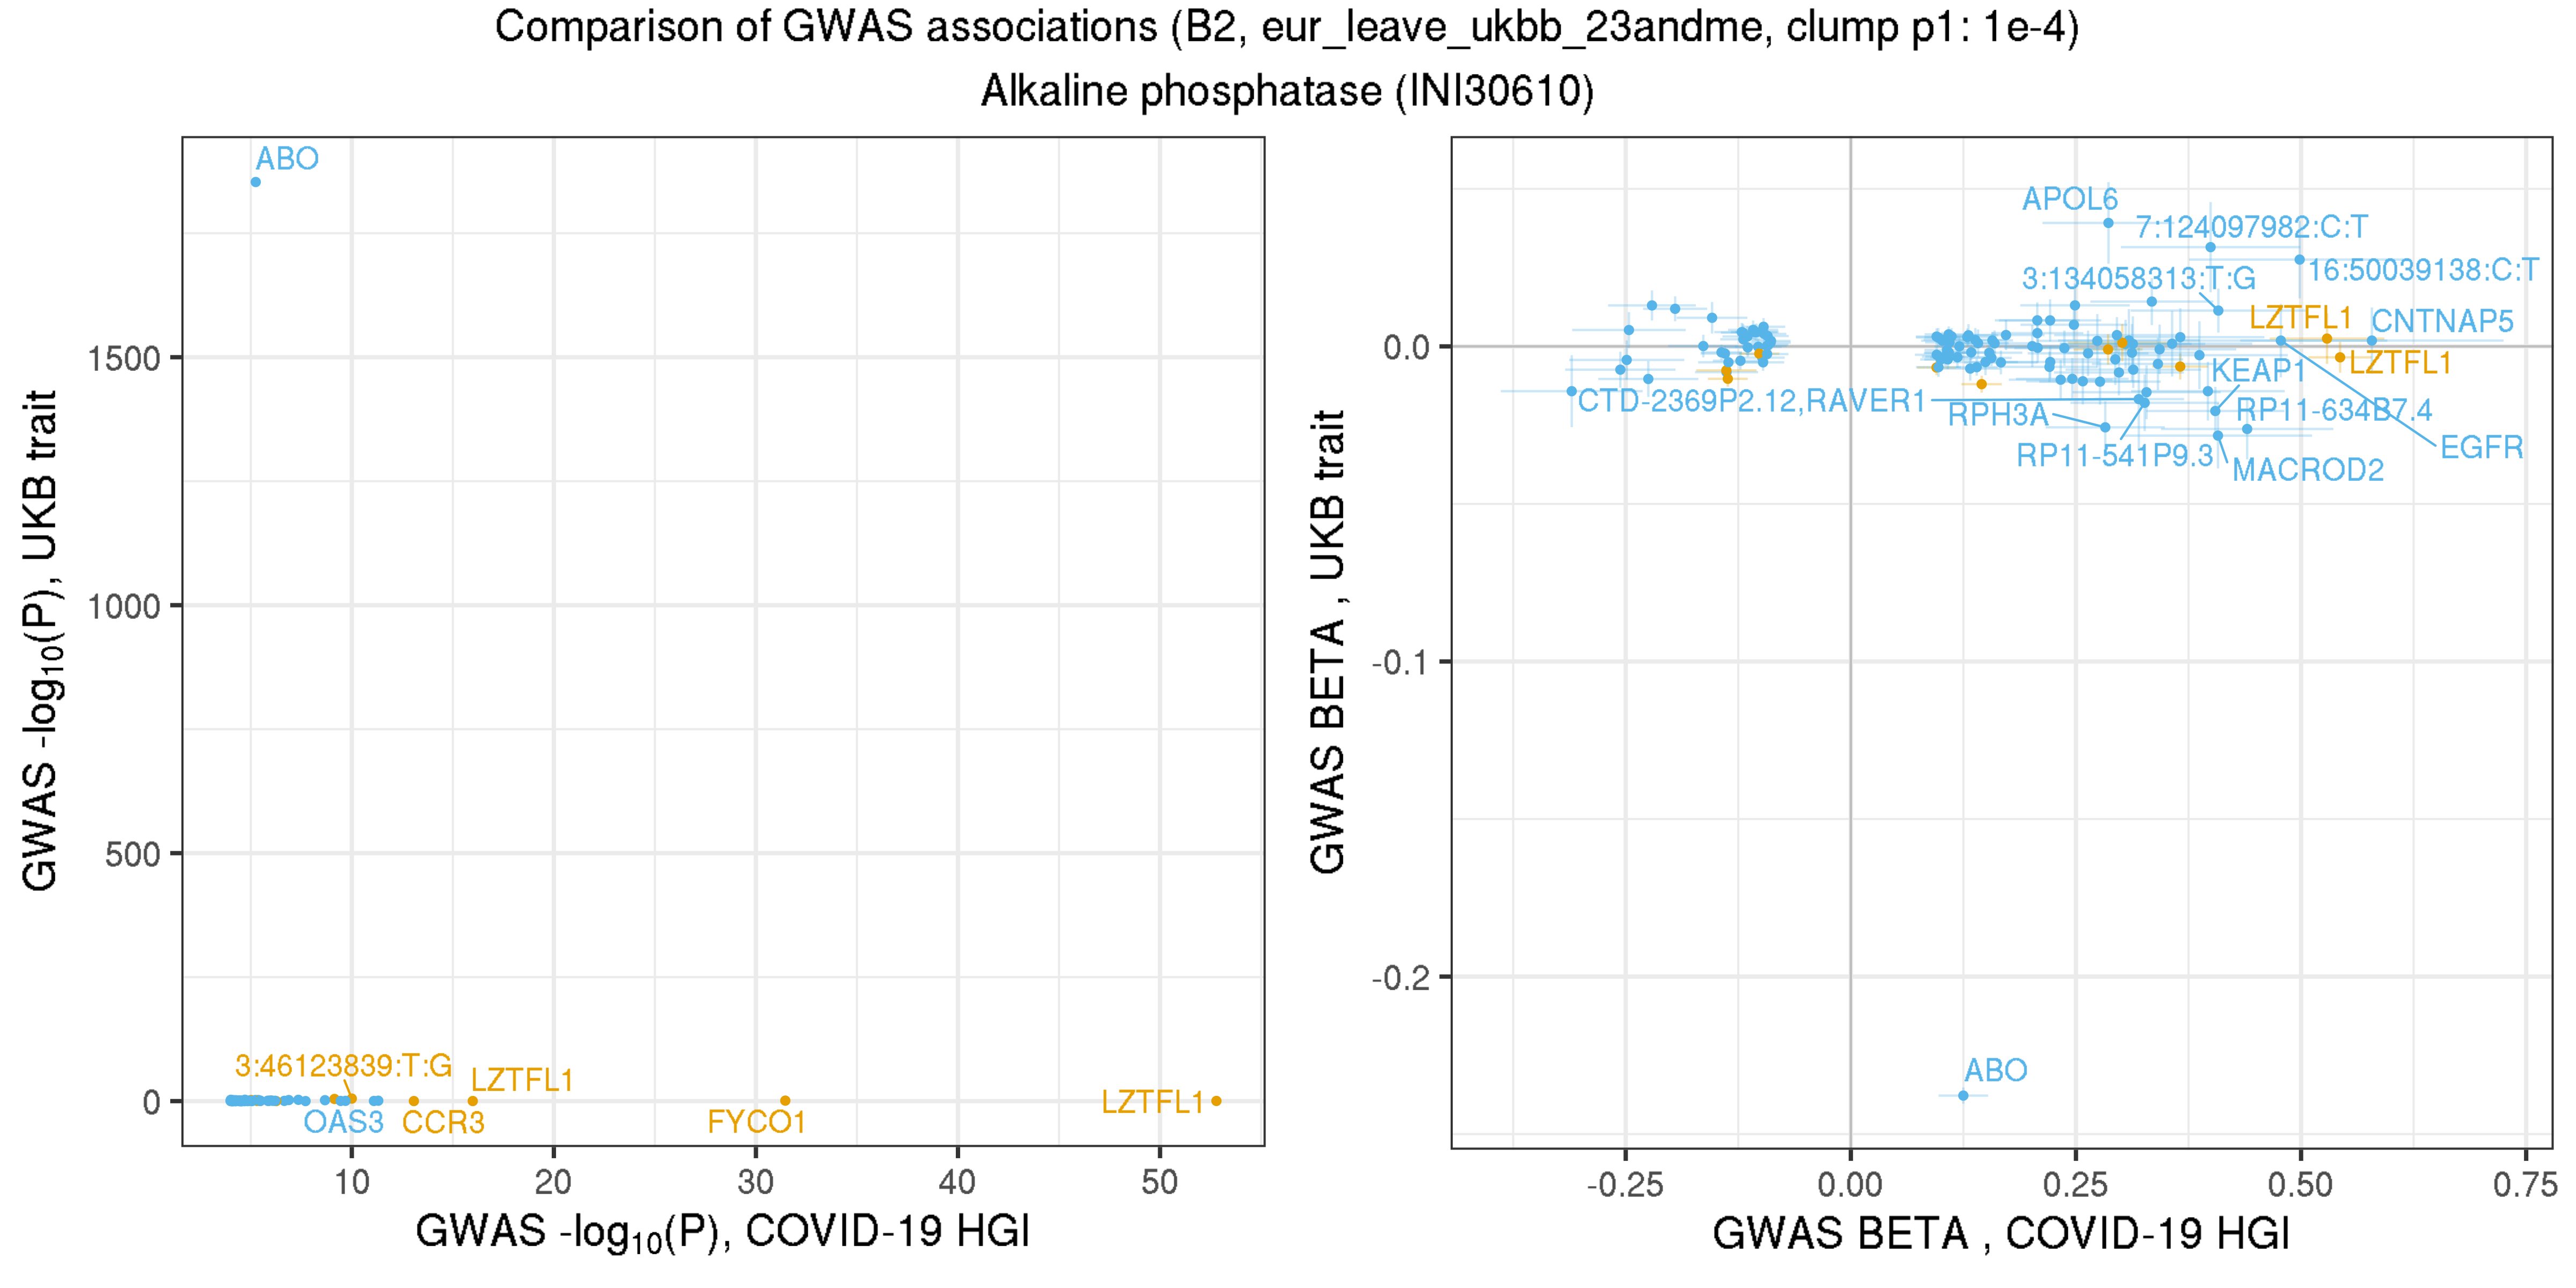 Comparison of GWAS associations (B2, eur_leave_ukbb_23andme, clump p1: 1e-4)
Alkaline phosphatase (INI30610)
GWAS -log10(P), UKB trait
1500
1000
500
0
ABO
3:46123839:T:G
LZTFL1
OAS3
CCR3
FYCO1
LZTFL1
10
20
30
40
50
GWAS -log10(P), COVID-19 HGI
GWAS BETA , UKB trait
0.0
-0.1
-0.2
APOL6
7:124097982:C:T
16:50039138:C:T
3:134058313:T:G
LZTFL1
CNTNAP5
LZTFL1
KEAP1
CTD-2369P2.12,RAVER1
RPH3A
RP11-634B7.4
EGFR
RP11-541P9.3
MACROD2
ABO
-0.25
0.00
0.25
0.50
0.75
GWAS BETA , COVID-19 HGI